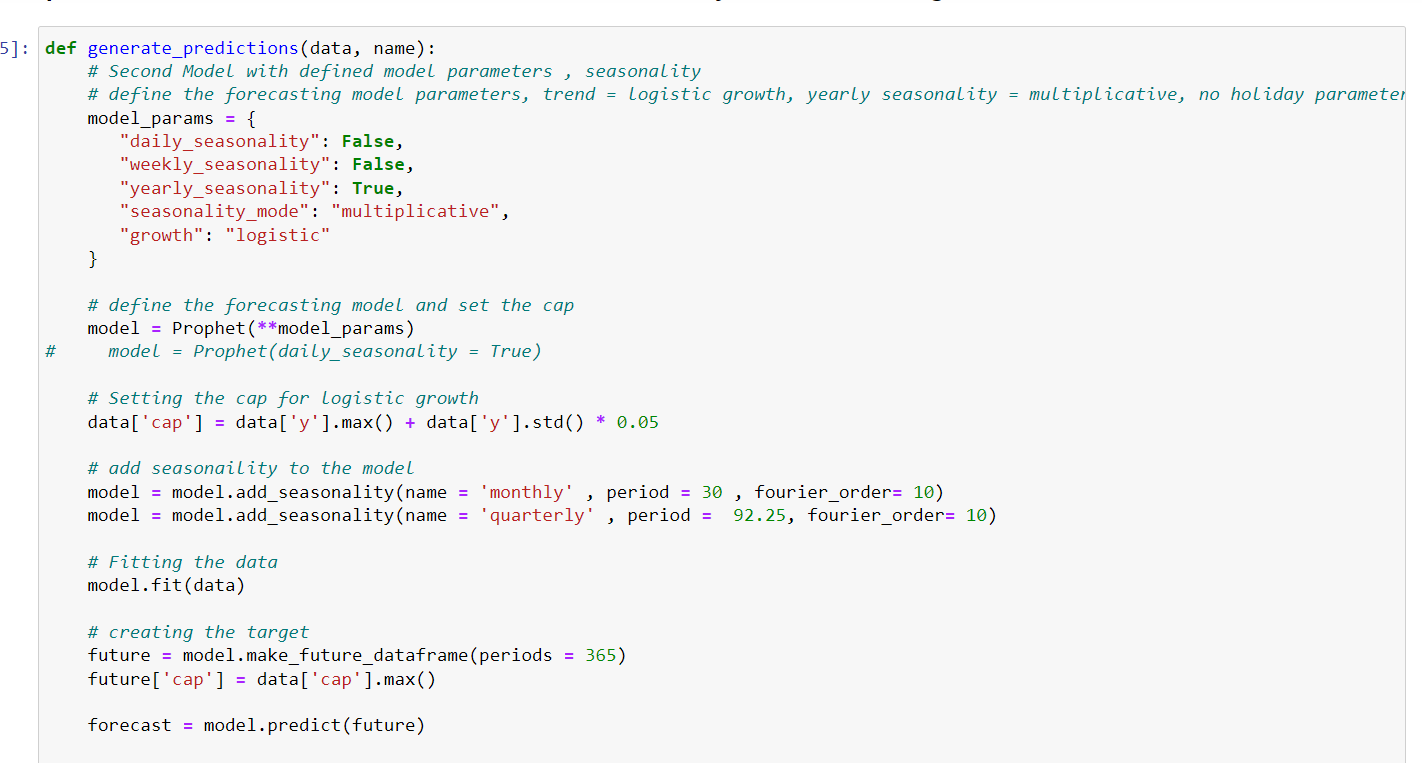 5]: def generate_predictions(data, name):
# Second Model with defined model parameters , seasonality
# define the forecasting model parameters, trend = logistic growth, yearly seasonality = multiplicative, no holiday parameter
model_params = {
"daily_seasonality": False,
"weekly_seasonality": False,
"yearly_seasonality": True,
"seasonality_mode": "multiplicative",
"growth": "logistic"
}
# define the forecasting model and set the cap
model = Prophet(**model_params)
# model = Prophet(daily_seasonality = True)
# Setting the cap for logistic growth
data['cap'] = data['y'].max() + data['y'].std() * 0.05
# add seasonaility to the model
model = model.add_seasonality(name = 'monthly' , period = 30 , fourier_order= 10)
model = model.add_seasonality(name = 'quarterly' , period =  92.25, fourier_order= 10)
# Fitting the data
model.fit(data)
# creating the target
future = model.make_future_dataframe(periods = 365)
future['cap'] = data['cap'].max()
forecast = model.predict(future)